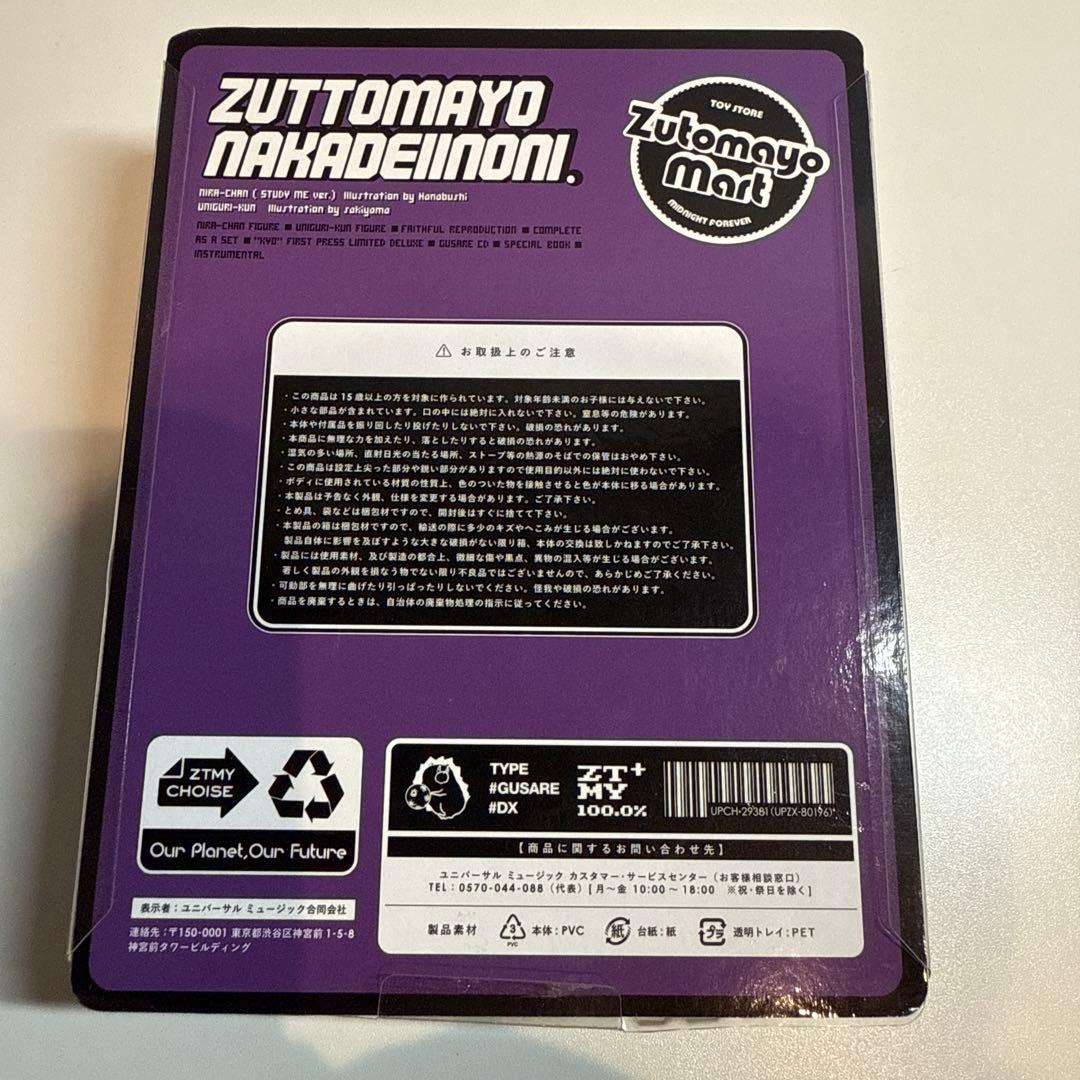 ZUTTOMAYO
NAKADEIINONI.
TOY STORE
Zutomayo
Mart
MIDNIGHT FOREVER
NIRA-CHAN ( STUDY ME ver.) Illustration by Hanabushi
UNIGURI-KUN Illustration by Sakiyama
NIRA-CHAN FIGURE ■ UNIGURI-KUN FIGURE ■ FAITHFUL REPRODUCTION ■ COMPLETE
AS A SET ■ "KYO" FIRST PRESS LIMITED DELUXE ■ GUSARE CD ■ SPECIAL BOOK ■
INSTRUMENTAL
⚠ お取扱上のご注意
・この商品は15歳以上の方を対象に作られています。対象年齢未満のお子様には与えないで下さい。
・小さな部品が含まれています。口の中には絶対に入れないで下さい。窒息等の危険があります。
・本体や付属品を振り回したり投げたりしないで下さい。破損の恐れがあります。
・本商品に無理な力を加えたり、落としたりすると破損の恐れがあります。
・湿気の多い場所、直射日光の当たる場所、ストーブ等の熱源のそばでの保管はおやめ下さい。
・この商品は設定上尖った部分や鋭い部分がありますので使用目的以外には絶対に使わないで下さい。
・ボディに使用されている材質の性質上、色のついた物を接触させると色が本体に移る場合があります。
・本製品は予告なく外観、仕様を変更する場合があります。ご了承下さい。
・とめ具、袋などは梱包材ですので、開封後はすぐに捨てて下さい。
・本製品の箱は梱包材ですので、輸送の際に多少のキズやへこみが生じる場合がございます。
製品自体に影響を及ぼすような大きな破損がない限り箱、本体の交換は致しかねますのでご了承下さい。
・製品には使用素材、及び製造の都合上、微細な傷や黒点、異物の混入等が生じる場合がございます。
著しく製品の外観を損なう物でない限り不良品ではございませんので、あらかじめご了承ください。
・可動部を無理に曲げたり引っぱったりしないでください。怪我や破損の恐れがあります。
・商品を廃棄するときは、自治体の廃棄物処理の指示に従ってください。
ZTMY
CHOISE
Our Planet,Our Future
表示者：ユニバーサル ミュージック合同会社
連絡先：〒150-0001 東京都渋谷区神宮前1-5-8
神宮前タワービルディング
TYPE
#GUSARE
#DX
ZT+
MY
100.0%
UPCH-29381 (UPZX-80196)
【商品に関するお問い合わせ先】
ユニバーサル ミュージック カスタマー・サービスセンター（お客様相談窓口）
TEL：0570-044-088（代表）[月〜金 10:00〜18:00 ※祝・祭日を除く]
製品素材 3 PVC 本体：PVC 紙 台紙：紙 プラ 透明トレイ：PET